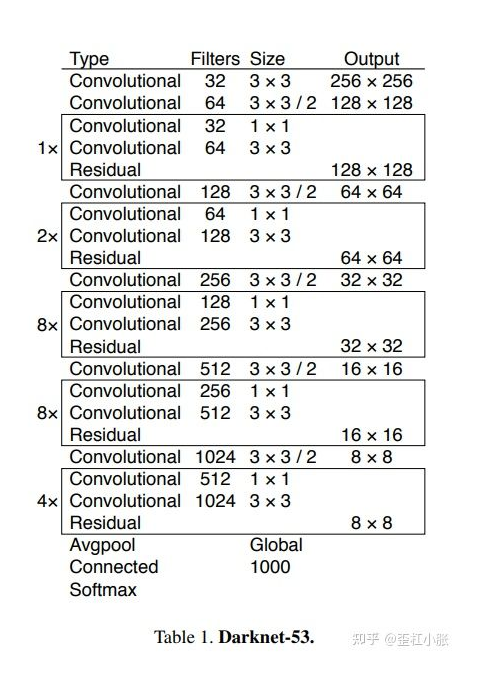 Type Filters Size Output
Convolutional 32 3 × 3 256 × 256
Convolutional 64 3 × 3 / 2 128 × 128
Convolutional 32 1 × 1
1× Convolutional 64 3 × 3
Residual 128 × 128
Convolutional 128 3 × 3 / 2 64 × 64
Convolutional 64 1 × 1
2× Convolutional 128 3 × 3
Residual 64 × 64
Convolutional 256 3 × 3 / 2 32 × 32
Convolutional 128 1 × 1
8× Convolutional 256 3 × 3
Residual 32 × 32
Convolutional 512 3 × 3 / 2 16 × 16
Convolutional 256 1 × 1
8× Convolutional 512 3 × 3
Residual 16 × 16
Convolutional 1024 3 × 3 / 2 8 × 8
Convolutional 512 1 × 1
4× Convolutional 1024 3 × 3
Residual 8 × 8
Avgpool Global
Connected 1000
Softmax
Table 1. Darknet-53.
知乎 @歪杠小胀